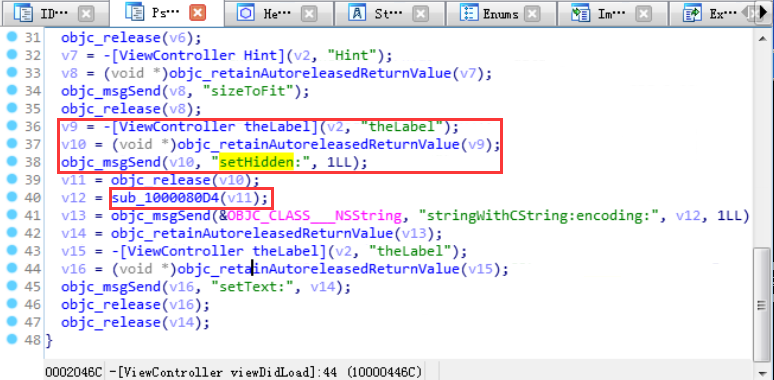 ID··· Ps··· He··· St··· Enums Im··· Ex···
31 objc_release(v6);
32 v7 = -[ViewController Hint](v2, "Hint");
33 v8 = (void *)objc_retainAutoreleasedReturnValue(v7);
34 objc_msgSend(v8, "sizeToFit");
35 objc_release(v8);
36 v9 = -[ViewController theLabel](v2, "theLabel");
37 v10 = (void *)objc_retainAutoreleasedReturnValue(v9);
38 objc_msgSend(v10, "setHidden:", 1LL);
39 v11 = objc_release(v10);
40 v12 = sub_1000080D4(v11);
41 v13 = objc_msgSend(&OBJC_CLASS___NSString, "stringWithCString:encoding:", v12, 1LL)
42 v14 = objc_retainAutoreleasedReturnValue(v13);
43 v15 = -[ViewController theLabel](v2, "theLabel");
44 v16 = (void *)objc_retainAutoreleasedReturnValue(v15);
45 objc_msgSend(v16, "setText:", v14);
46 objc_release(v16);
47 objc_release(v14);
48 }
0002046C -[ViewController viewDidLoad]:44 (10000446C)